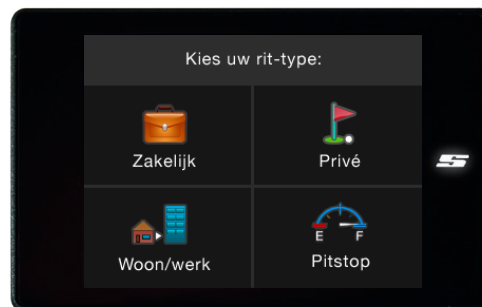 Kies uw rit-type:
Zakelijk
Privé
Woon/werk
E F
Pitstop